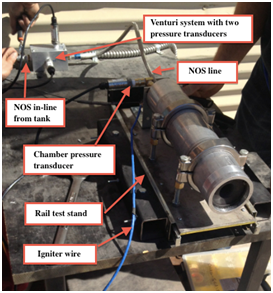 Venturi system with two
pressure transducers
NOS line
NOS in-line
from tank
Chamber pressure
transducer
Rail test stand
Igniter wire